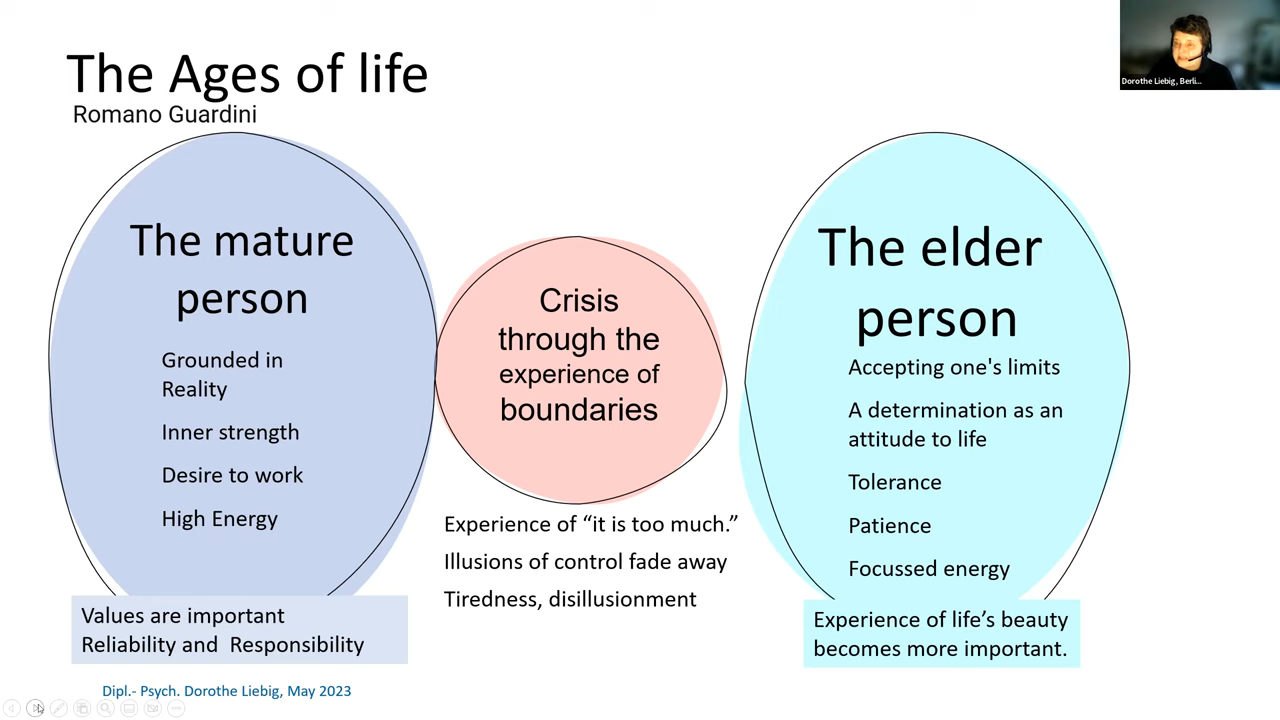 The Ages of life
Romano Guardini
Dorothe Liebig, Berli...
The mature
person
Grounded in
Reality
Inner strength
Desire to work
High Energy
Values are important
Reliability and  Responsibility
Crisis
through the
experience of
boundaries
Experience of “it is too much.”
Illusions of control fade away
Tiredness, disillusionment
The elder
person
Accepting one's limits
A determination as an
attitude to life
Tolerance
Patience
Focussed energy
Experience of life’s beauty
becomes more important.
Dipl.- Psych. Dorothe Liebig, May 2023